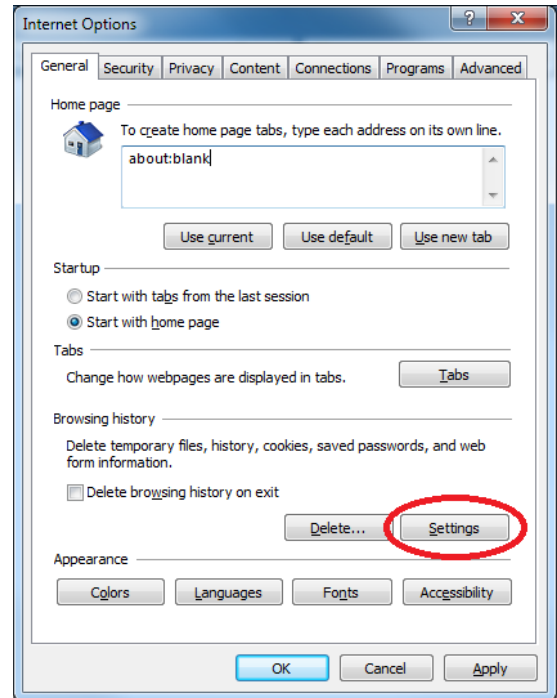 Internet Options
?
General Security Privacy Content Connections Programs Advanced
Home page
To create home page tabs, type each address on its own line.
about:blank
Use current Use default Use new tab
Startup
Start with tabs from the last session
Start with home page
Tabs
Change how webpages are displayed in tabs. Tabs
Browsing history
Delete temporary files, history, cookies, saved passwords, and web
form information.
Delete browsing history on exit
Delete... Settings
Appearance
Colors Languages Fonts Accessibility
OK Cancel Apply